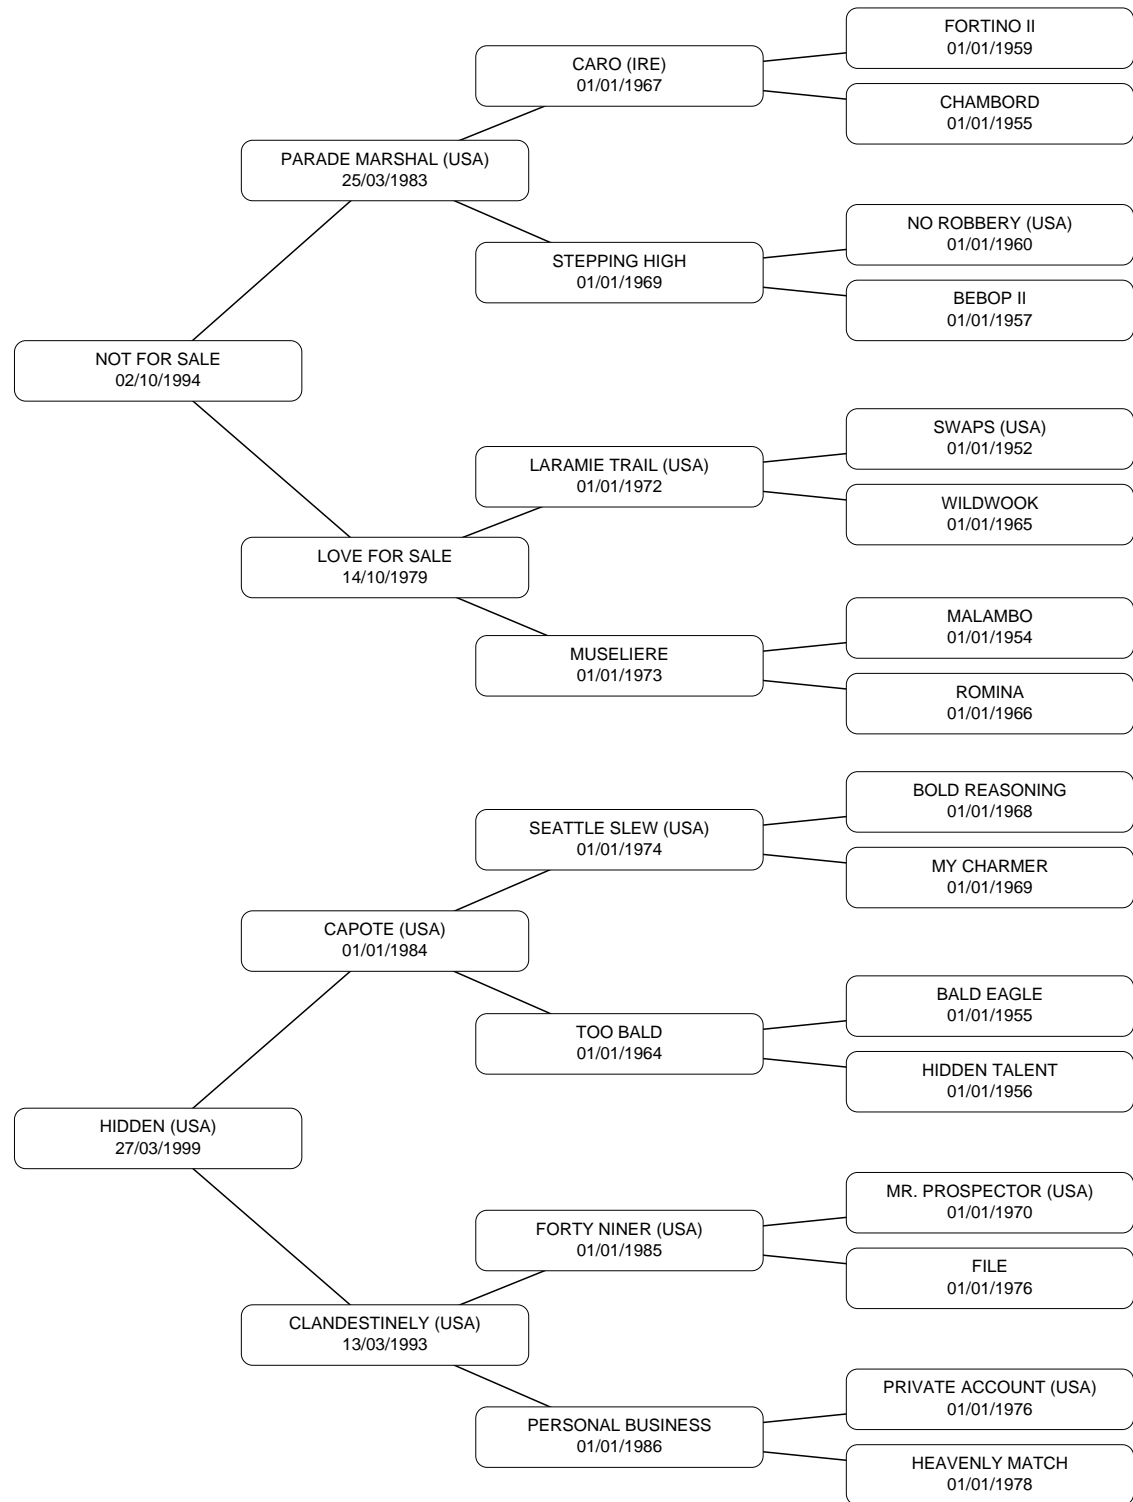 FORTINO II
01/01/1959
CARO (IRE)
01/01/1967
CHAMBORD
01/01/1955
PARADE MARSHAL (USA)
25/03/1983
NO ROBBERY (USA)
01/01/1960
STEPPING HIGH
01/01/1969
BEBOP II
01/01/1957
NOT FOR SALE
02/10/1994
SWAPS (USA)
01/01/1952
LARAMIE TRAIL (USA)
01/01/1972
WILDWOOK
01/01/1965
LOVE FOR SALE
14/10/1979
MALAMBO
01/01/1954
MUSELIERE
01/01/1973
ROMINA
01/01/1966
BOLD REASONING
01/01/1968
SEATTLE SLEW (USA)
01/01/1974
MY CHARMER
01/01/1969
CAPOTE (USA)
01/01/1984
BALD EAGLE
01/01/1955
TOO BALD
01/01/1964
HIDDEN TALENT
01/01/1956
HIDDEN (USA)
27/03/1999
MR. PROSPECTOR (USA)
01/01/1970
FORTY NINER (USA)
01/01/1985
FILE
01/01/1976
CLANDESTINELY (USA)
13/03/1993
PRIVATE ACCOUNT (USA)
01/01/1976
PERSONAL BUSINESS
01/01/1986
HEAVENLY MATCH
01/01/1978